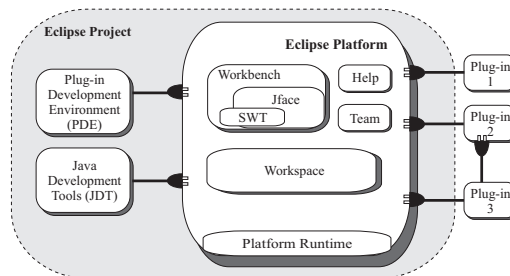 Eclipse Project
Eclipse Platform
Plug-in
Development
Environment
(PDE)
Java
Development
Tools (JDT)
Workbench
Jface
SWT
Help
Team
Workspace
Platform Runtime
Plug-in
1
Plug-in
2
Plug-in
3